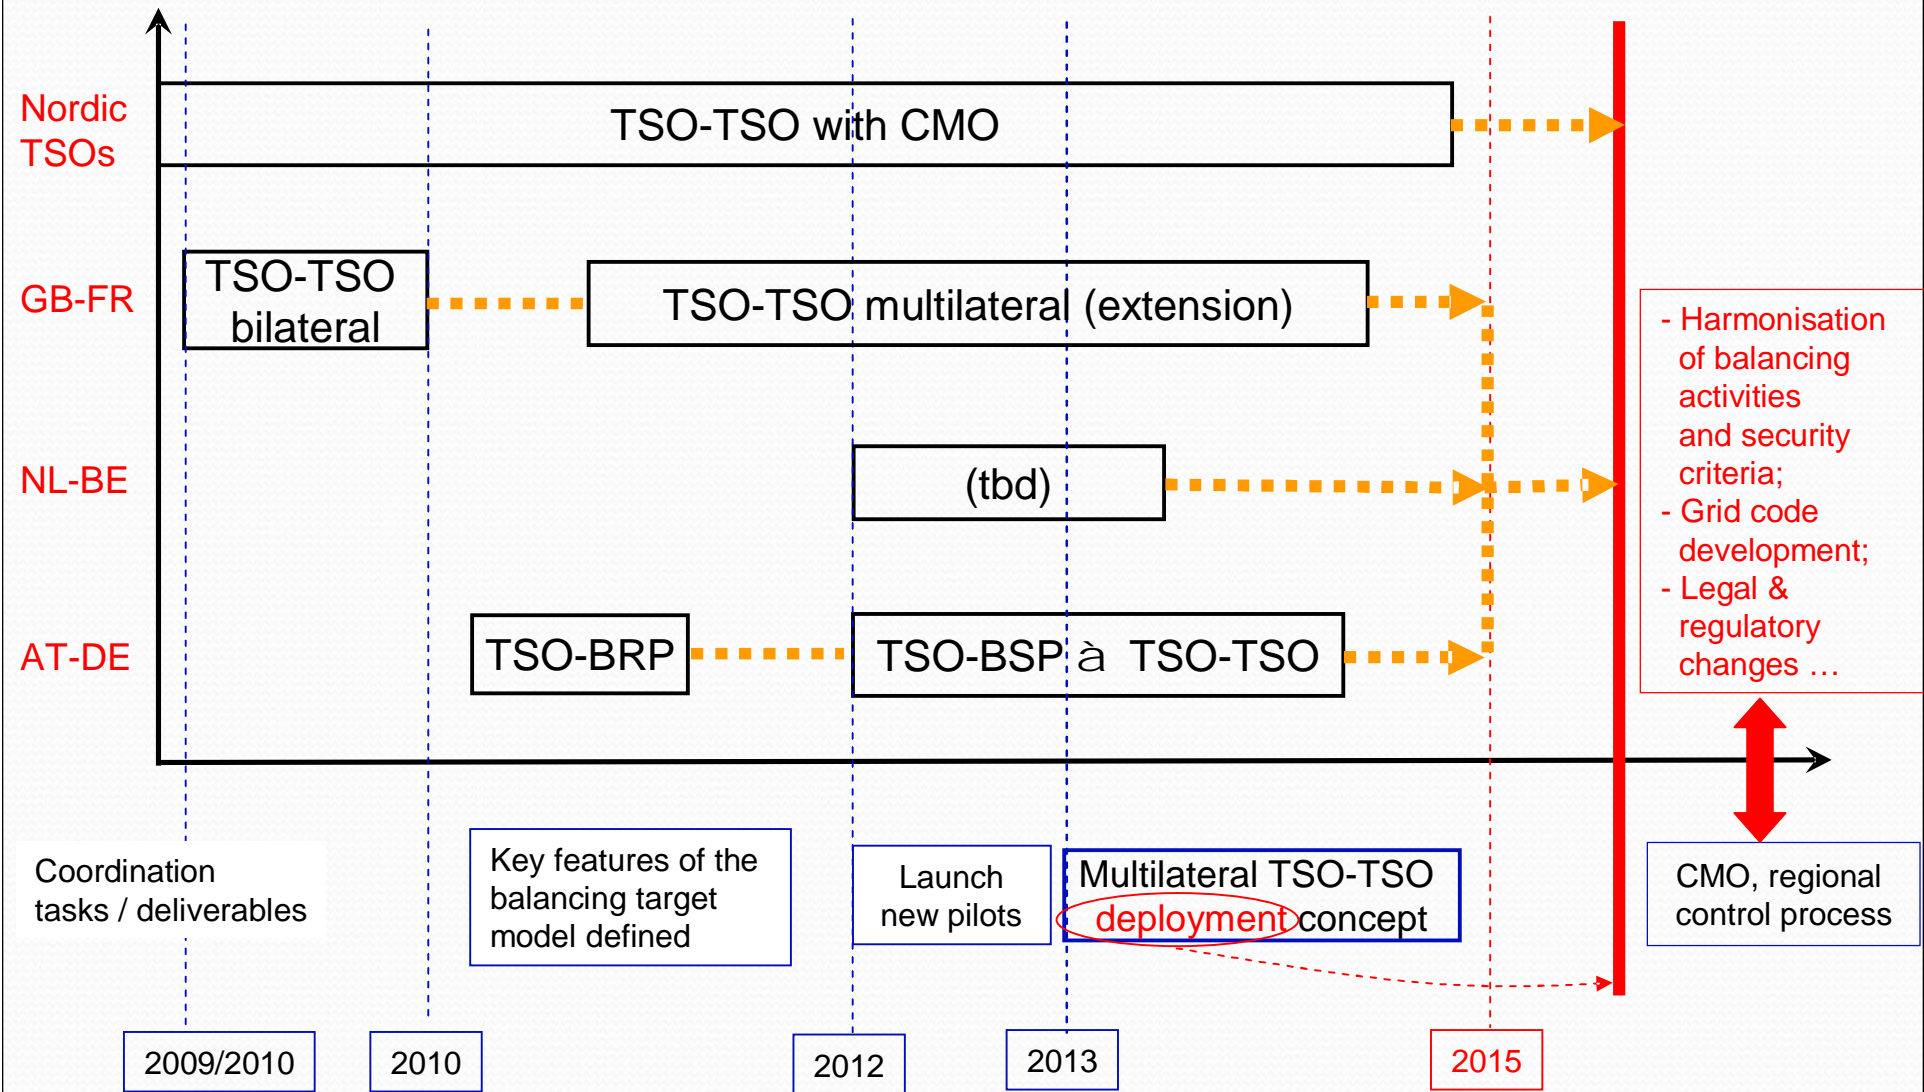 Nordic
TSOs
TSO-TSO with CMO
GB-FR
TSO-TSO
bilateral
TSO-TSO multilateral (extension)
NL-BE
(tbd)
AT-DE
TSO-BRP
TSO-BSP à TSO-TSO
- Harmonisation
of balancing
activities
and security
criteria;
- Grid code
development;
- Legal &
regulatory
changes …
Coordination
tasks / deliverables
Key features of the
balancing target
model defined
Launch
new pilots
Multilateral TSO-TSO
deployment concept
CMO, regional
control process
2009/2010
2010
2012
2013
2015